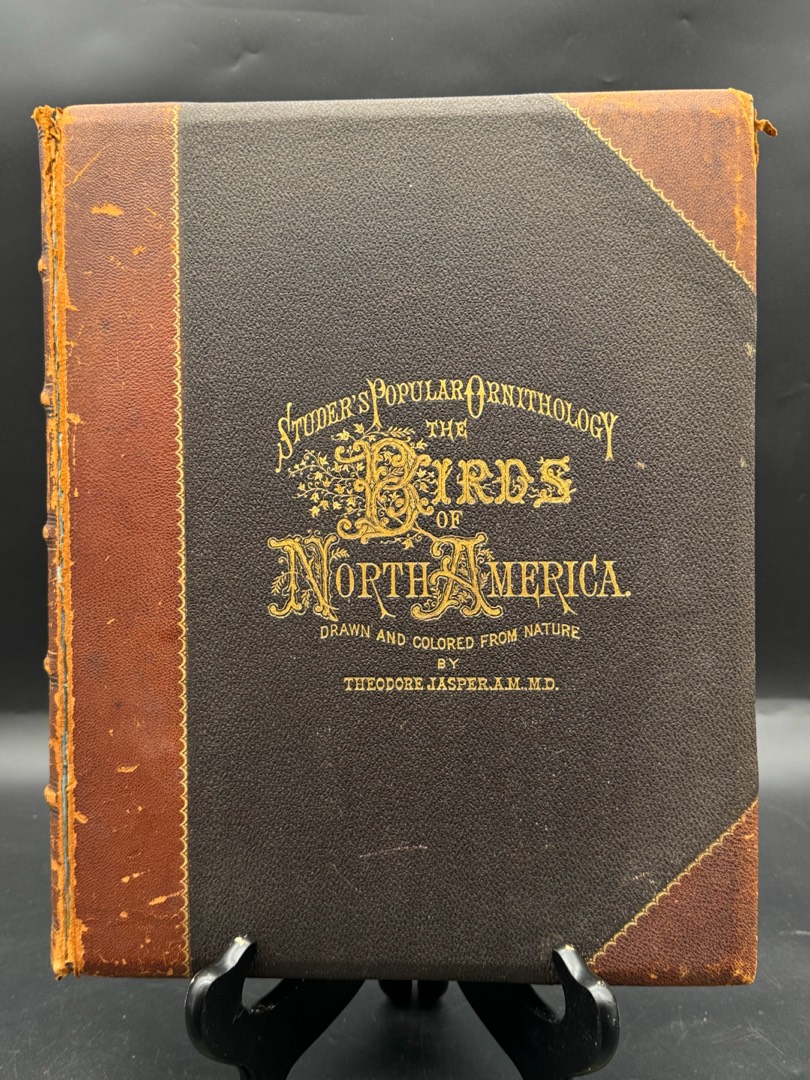 STUDER'S POPULAR ORNITHOLOGY
THE
BIRDS
OF
NORTH AMERICA.
DRAWN AND COLORED FROM NATURE
BY
THEODORE JASPER, A.M., M.D.